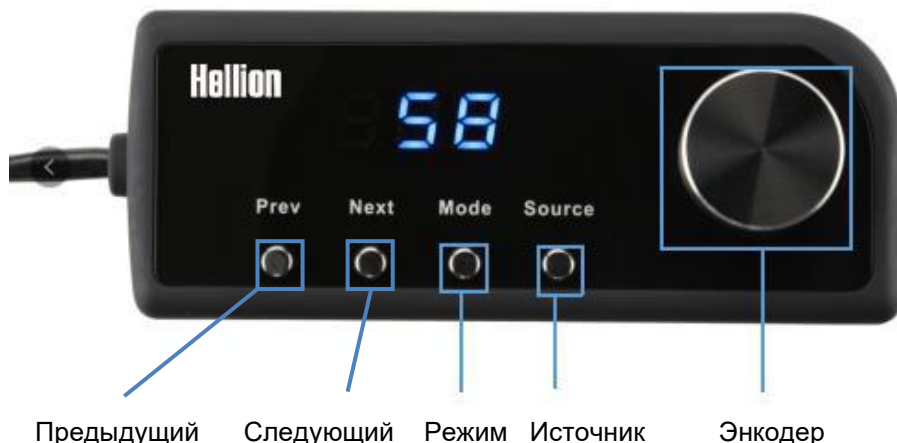 Hellion
58
Prev Next Mode Source
Предыдущий Следующий Режим Источник Энкодер